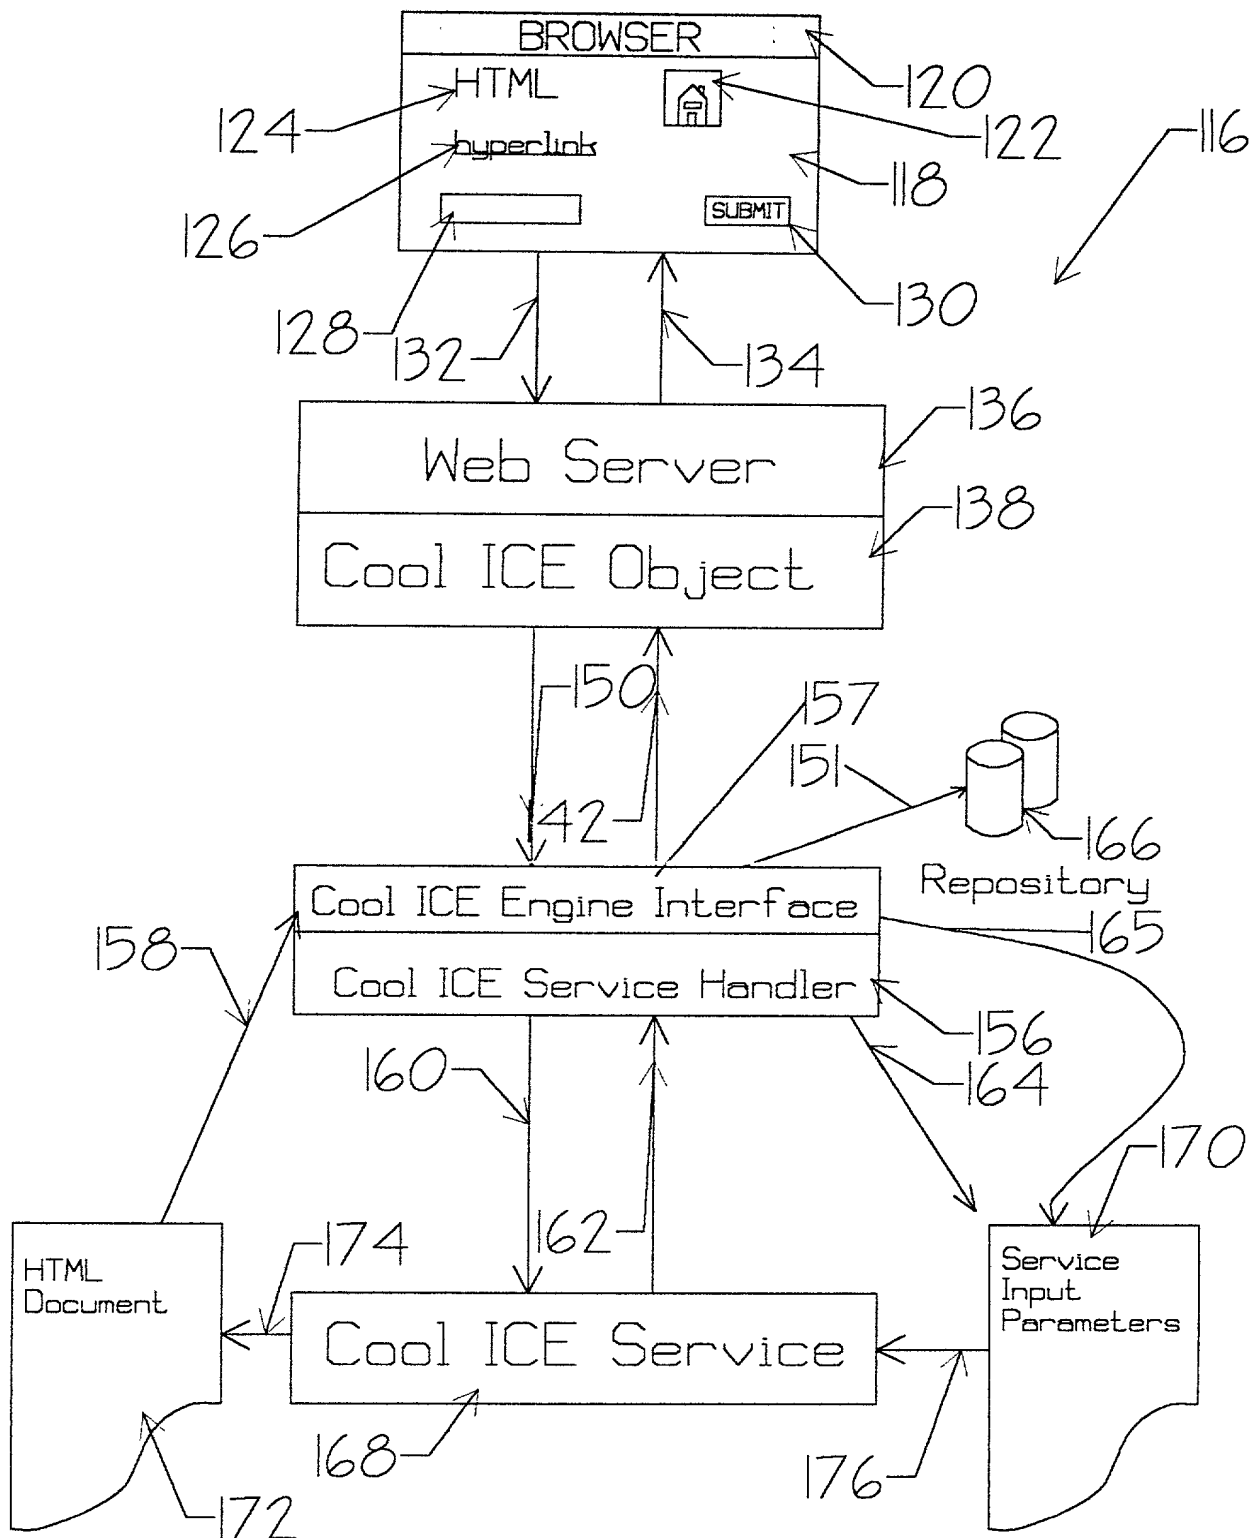 BROWSER
120
HTML
124
122
116
hyperlink
118
SUBMIT
126
130
128
132
134
136
Web Server
138
Cool ICE Object
150
157
151
42
166
Repository
Cool ICE Engine Interface
165
158
Cool ICE Service Handler
156
160
164
170
162
174
HTML
Document
Service
Input
Parameters
Cool ICE Service
168
176
172